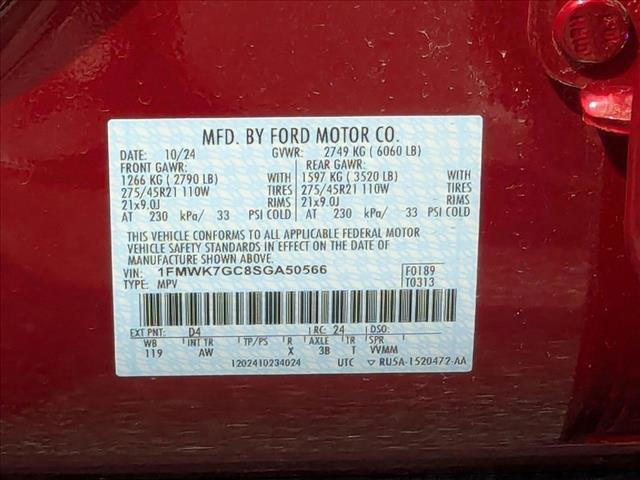 MFD. BY FORD MOTOR CO.
DATE: 10/24 GVWR: 2749 KG ( 6060 LB)
FRONT GAWR: REAR GAWR:
1266 KG ( 2790 LB) WITH 1597 KG ( 3520 LB) WITH
275/45R21 110W TIRES 275/45R21 110W TIRES
21x9.0J RIMS 21x9.0J RIMS
AT 230 kPa/ 33 PSI COLD AT 230 kPa/ 33 PSI COLD
THIS VEHICLE CONFORMS TO ALL APPLICABLE FEDERAL MOTOR
VEHICLE SAFETY STANDARDS IN EFFECT ON THE DATE OF
MANUFACTURE SHOWN ABOVE.
VIN: 1FMWK7GC8SGA50566 F0189
TYPE: MPV T0313
EXT PNT: D4 RC: 24 DSO:
WB INT TR TP/PS R AXLE TR SPR
119 AW X 3B T VVMM
1202410234024 UTC ▽ RU5A-1520472-AA